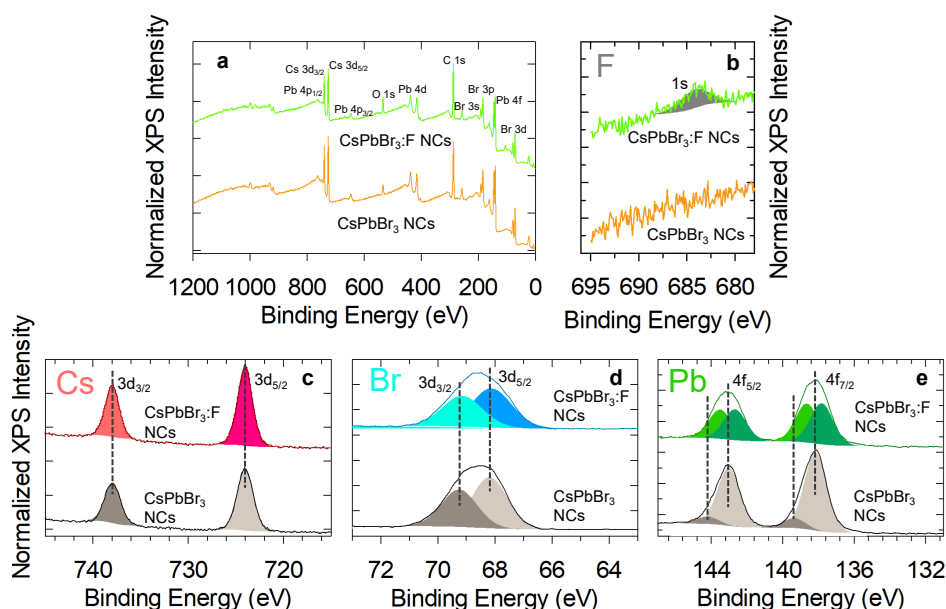 Normalized XPS Intensity
a
Cs 3d3/2
Cs 3d5/2
C 1s
Pb 4p1/2
Pb 4p3/2
O 1s
Pb 4d
Br 3p
Br 3s
Pb 4f
Br 3d
CsPbBr3:F NCs
CsPbBr3 NCs
1200 1000 800 600 400 200 0
Binding Energy (eV)
F
b
1s
CsPbBr3:F NCs
CsPbBr3 NCs
695 690 685 680
Binding Energy (eV)
Normalized XPS Intensity
Normalized XPS Intensity
Cs
3d3/2
3d5/2
c
CsPbBr3:F
NCs
CsPbBr3
NCs
740 730 720
Binding Energy (eV)
Br
3d3/2
3d5/2
d
CsPbBr3:F
NCs
CsPbBr3
NCs
72 70 68 66 64
Binding Energy (eV)
Pb
4f5/2
4f7/2
e
CsPbBr3:F
NCs
CsPbBr3
NCs
144 140 136 132
Binding Energy (eV)